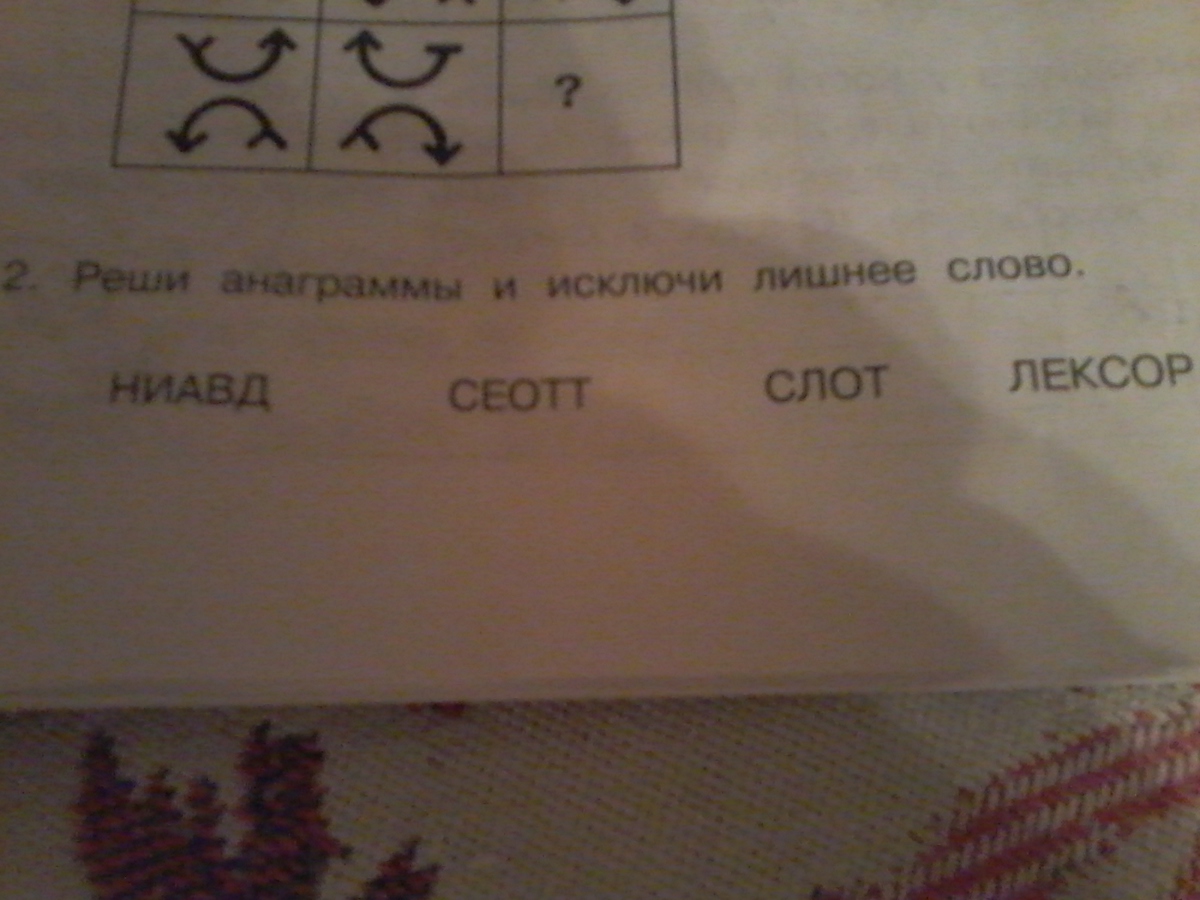 ?
2. Реши анаграммы и исключи лишнее слово.
НИАВД СЕОТТ СЛОТ ЛЕКСОР